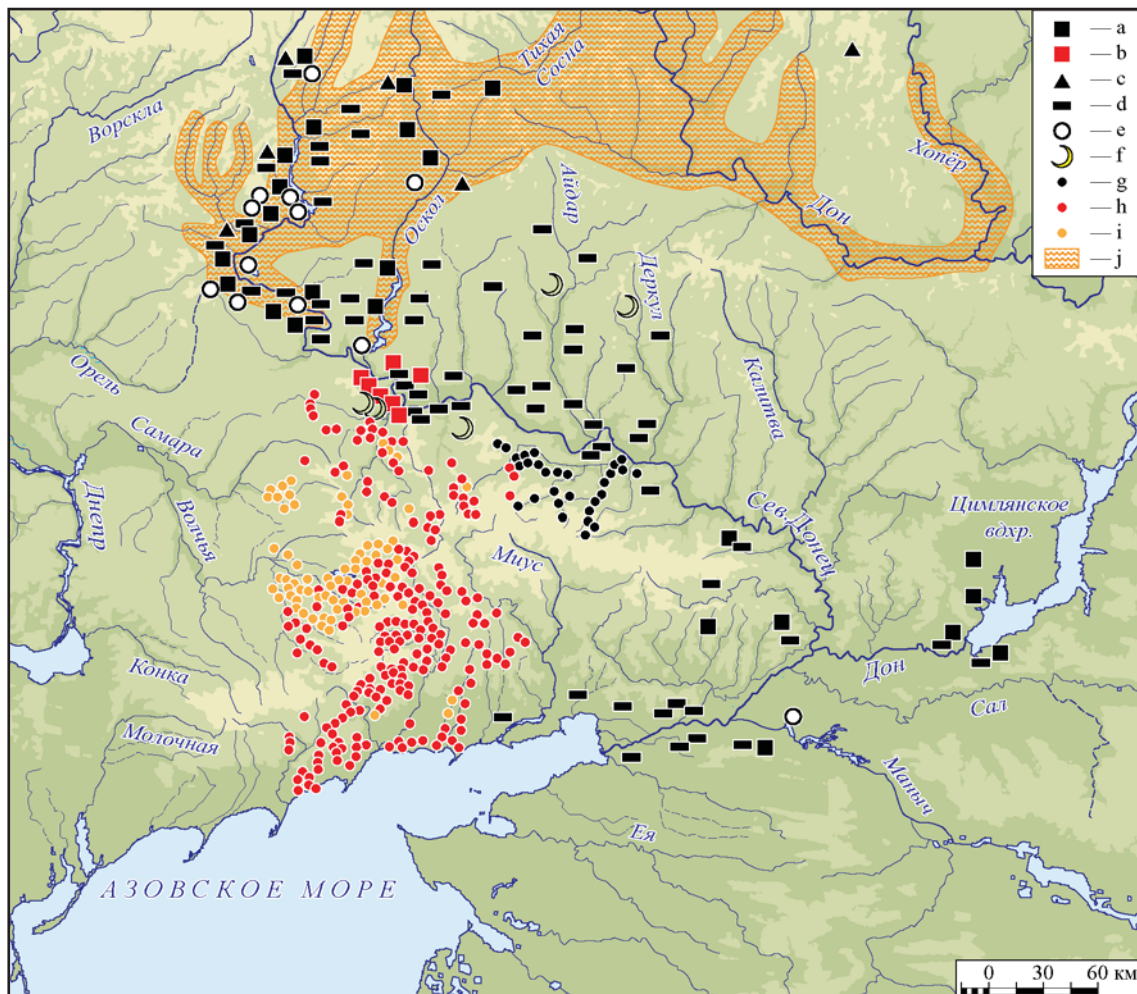 — a
— b
— c
— d
— e
— f
— g
— h
— i
— j
Тихая
Сосна
Ворскла
Хопёр
Айдар
Оскол
Дон
Деркул
Калитва
Орель
Самара
Днепр
Волчья
Сев. Донец
Цимлянское
вдхр.
Миус
Конка
Дон
Сал
Молочная
Маныч
Ея
АЗОВСКОЕ МОРЕ
0 30 60 км